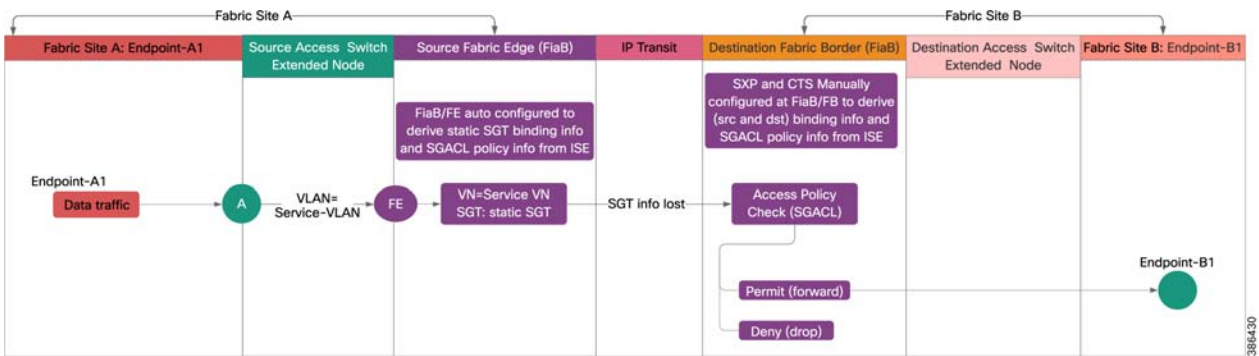 Fabric Site A
Fabric Site B
Fabric Site A: Endpoint-A1
Source Access Switch
Extended Node
Source Fabric Edge (FiaB)
IP Transit
Destination Fabric Border (FiaB)
Destination Access Switch
Extended Node
Fabric Site B: Endpoint-B1
FiaB/FE auto configured to
derive static SGT binding info
and SGACL policy info from ISE
SXP and CTS Manually
configured at FiaB/FB to derive
(src and dst) binding info and
SGACL policy info from ISE
Endpoint-A1
Data traffic
A
VLAN=
Service-VLAN
FE
VN=Service VN
SGT: static SGT
SGT info lost
Access Policy
Check (SGACL)
Endpoint-B1
Permit (forward)
Deny (drop)
386430